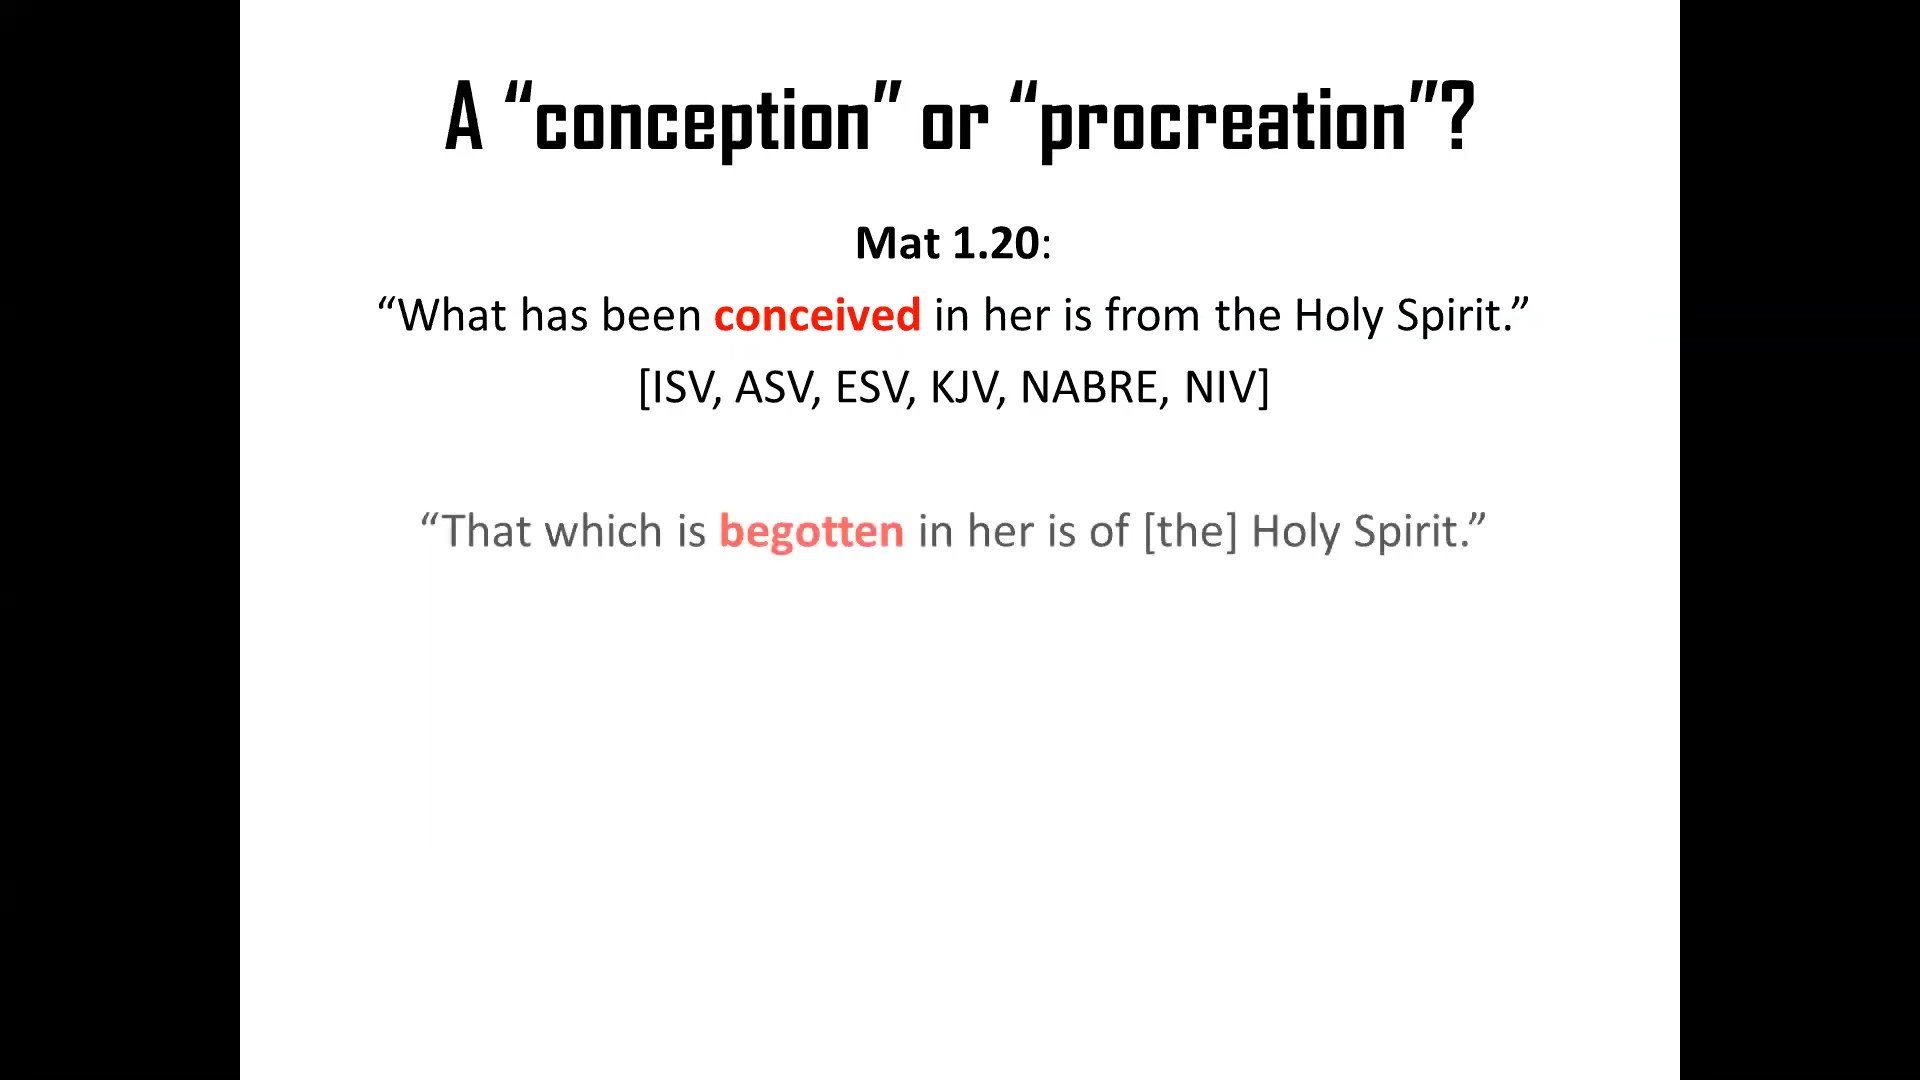 A “conception” or “procreation”?
Mat 1.20:
“What has been conceived in her is from the Holy Spirit.”
[ISV, ASV, ESV, KJV, NABRE, NIV]
“That which is begotten in her is of [the] Holy Spirit.”